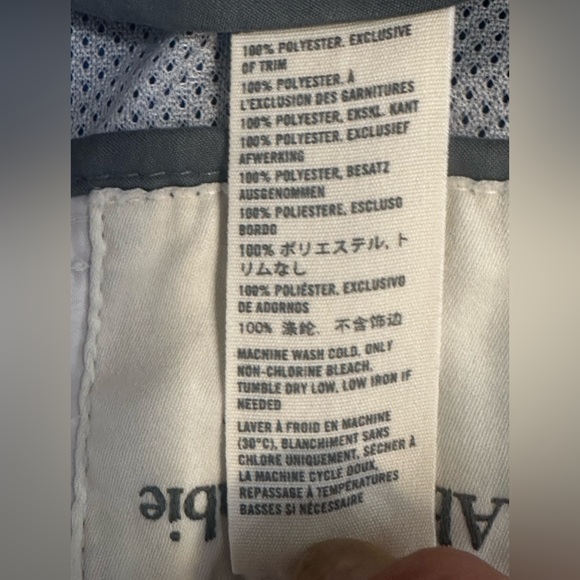 100% POLYESTER, EXCLUSIVE
OF TRIM
100% POLYESTER, À
L'EXCLUSION DES GARNITURES
100% POLYESTER, EKSKL. KANT
100% POLYESTER, EXCLUSIEF
AFWERKING
100% POLYESTER, BESATZ
AUSGENOMMEN
100% POLIESTERE, ESCLUSO
BORDO
100% ポリエステル, ト
リムなし
100% POLIÉSTER, EXCLUSIVO
DE ADORNOS
100% 涤纶, 不含饰边
MACHINE WASH COLD, ONLY
NON-CHLORINE BLEACH,
TUMBLE DRY LOW, LOW IRON IF
NEEDED
LAVER À FROID EN MACHINE
(30°C), BLANCHIMENT SANS
CHLORE UNIQUEMENT, SÉCHER À
LA MACHINE CYCLE DOUX,
REPASSAGE À TEMPÉRATURES
BASSES SI NÉCESSAIRE